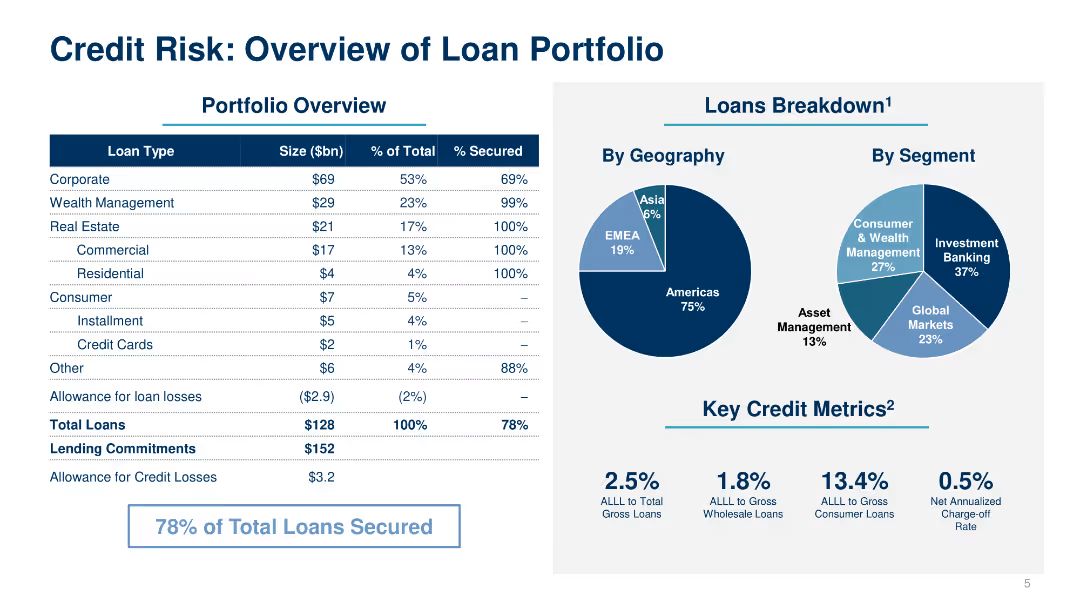 Credit Risk: Overview of Loan Portfolio
Portfolio Overview
Loan Type Size ($bn) % of Total % Secured
Corporate $69 53% 69%
Wealth Management $29 23% 99%
Real Estate $21 17% 100%
Commercial $17 13% 100%
Residential $4 4% 100%
Consumer $7 5% –
Installment $5 4% –
Credit Cards $2 1% –
Other $6 4% 88%
Allowance for loan losses ($2.9) (2%) –
Total Loans $128 100% 78%
Lending Commitments $152
Allowance for Credit Losses $3.2
78% of Total Loans Secured
Loans Breakdown¹
By Geography
Asia
6%
EMEA
19%
Americas
75%
By Segment
Consumer
& Wealth
Management
27%
Investment
Banking
37%
Asset
Management
13%
Global
Markets
23%
Key Credit Metrics²
2.5%
ALLL to Total
Gross Loans
1.8%
ALLL to Gross
Wholesale Loans
13.4%
ALLL to Gross
Consumer Loans
0.5%
Net Annualized
Charge-off
Rate
5